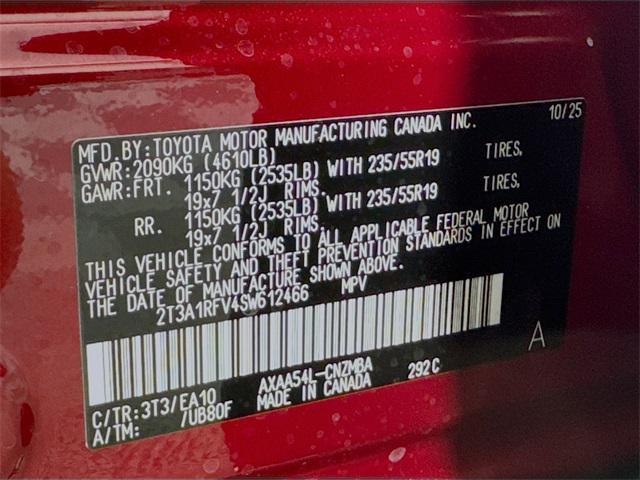 10/25
MFD.BY:TOYOTA MOTOR MANUFACTURING CANADA INC.
GVWR:2090KG (4610LB)
GAWR:FRT. 1150KG (2535LB) WITH 235/55R19 TIRES,
19x7 1/2J RIMS.
RR. 1150KG (2535LB) WITH 235/55R19 TIRES,
19x7 1/2J RIMS.
THIS VEHICLE CONFORMS TO ALL APPLICABLE FEDERAL MOTOR
VEHICLE SAFETY AND THEFT PREVENTION STANDARDS IN EFFECT ON
THE DATE OF MANUFACTURE SHOWN ABOVE.
2T3A1RFV4SW612466 MPV
A
C/TR:3T3/EA10 AXAA54L-CNZMBA 292C
A/TM: /UB80F MADE IN CANADA